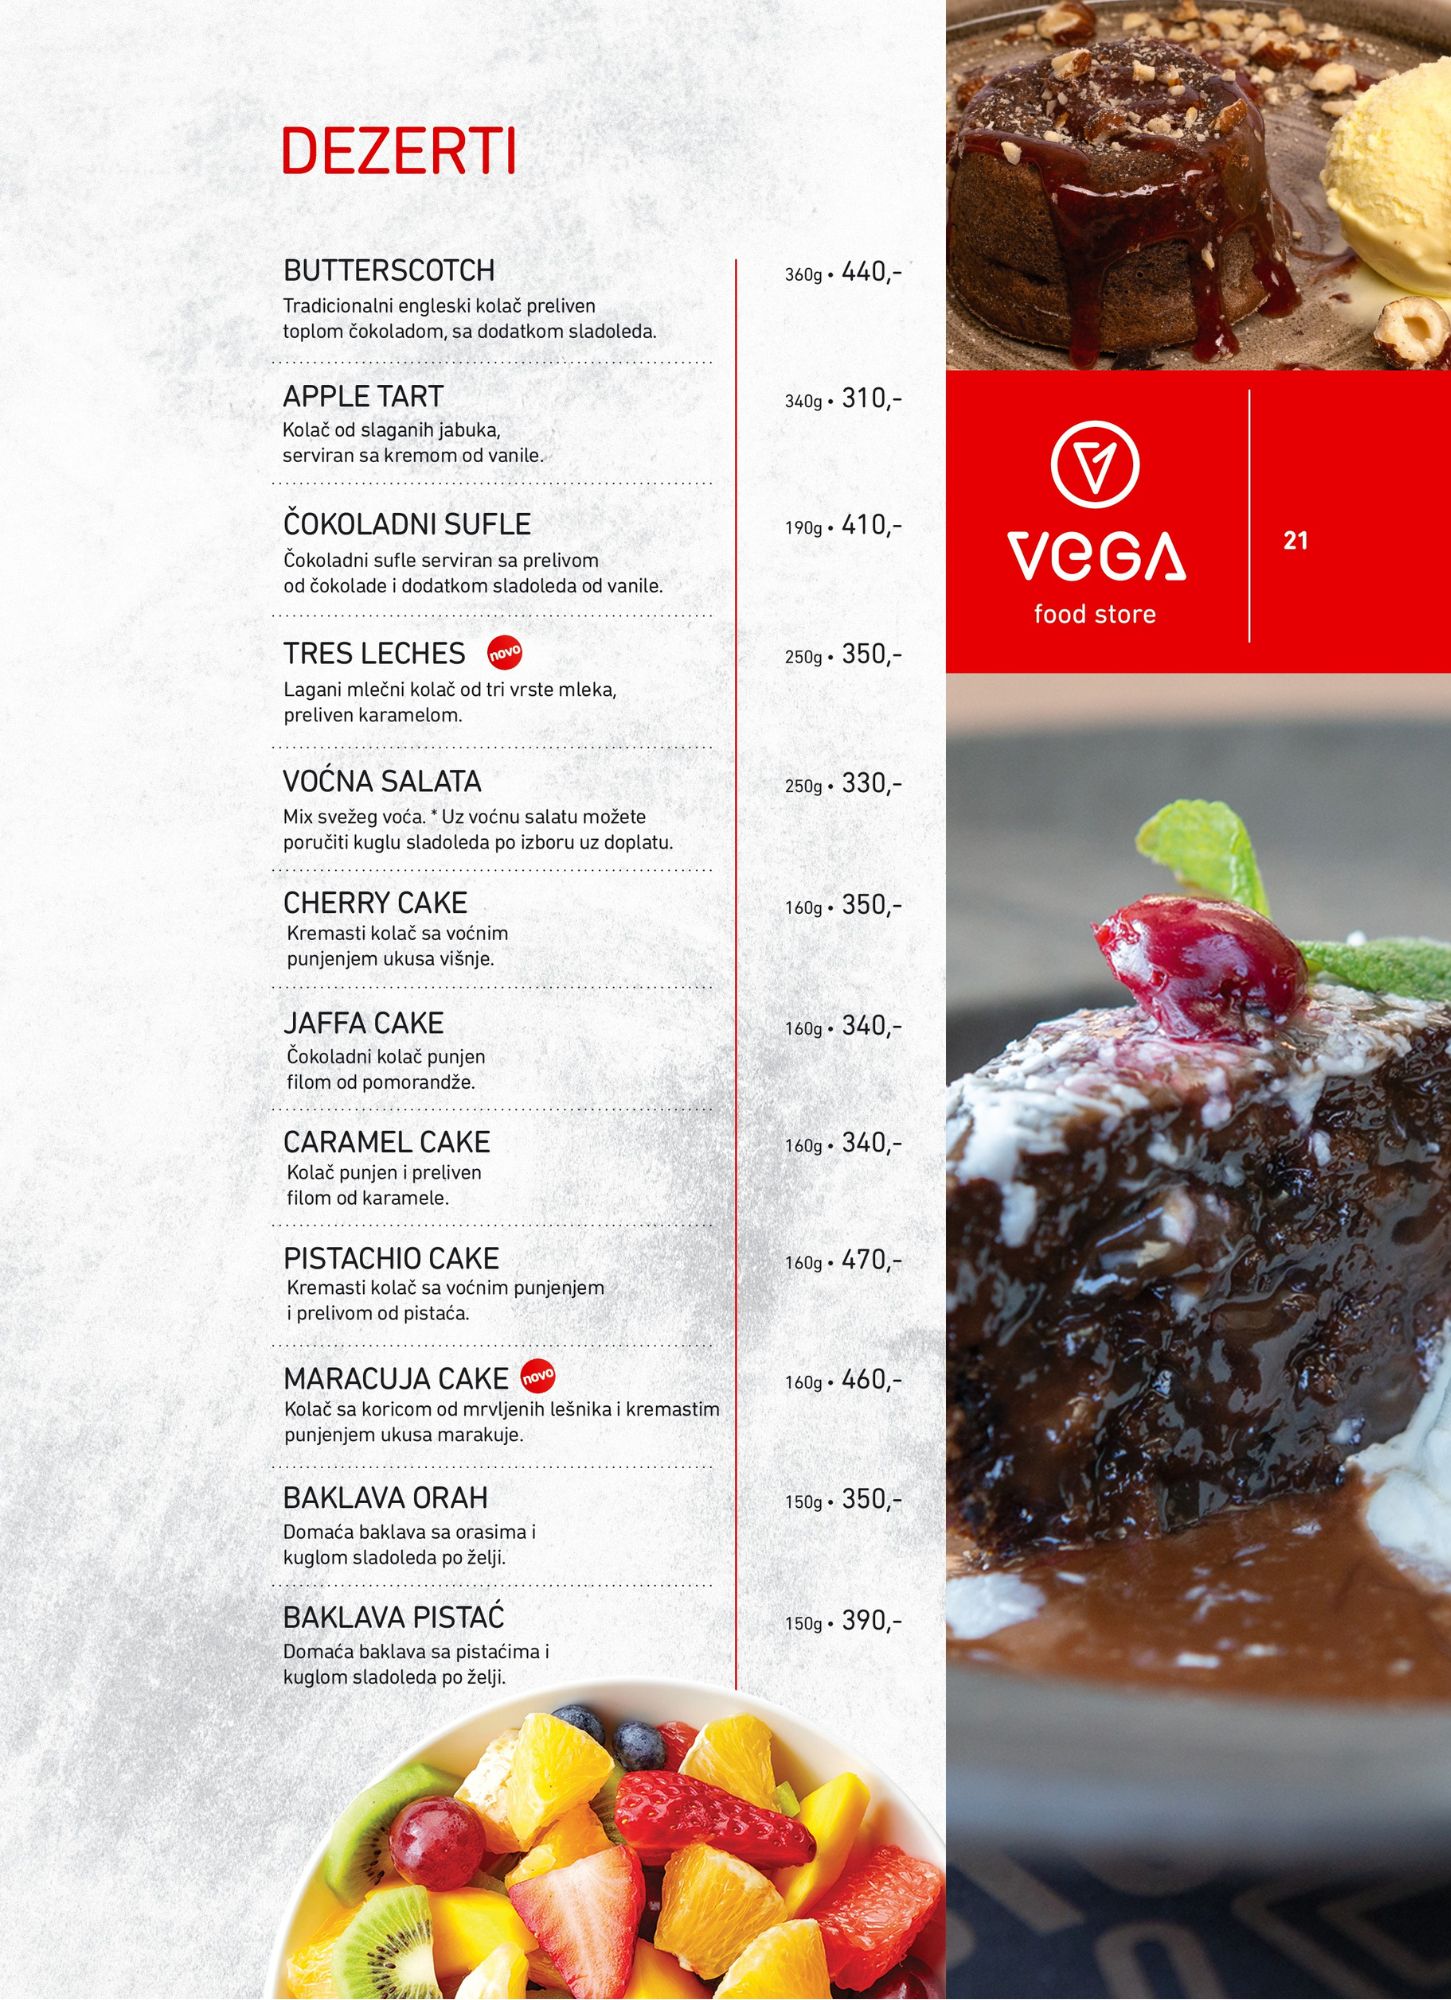 DEZERTI
BUTTERSCOTCH
360g • 440,-
Tradicionalni engleski kolač preliven
toplom čokoladom, sa dodatkom sladoleda.
APPLE TART
340g • 310,-
Kolač od slaganih jabuka,
serviran sa kremom od vanile.
ČOKOLADNI SUFLE
190g • 410,-
Čokoladni sufle serviran sa prelivom
od čokolade i dodatkom sladoleda od vanile.
TRES LECHES novo
250g • 350,-
Lagani mlečni kolač od tri vrste mleka,
preliven karamelom.
VOĆNA SALATA
250g • 330,-
Mix svežeg voća. * Uz voćnu salatu možete
poručiti kuglu sladoleda po izboru uz doplatu.
CHERRY CAKE
160g • 350,-
Kremasti kolač sa voćnim
punjenjem ukusa višnje.
JAFFA CAKE
160g • 340,-
Čokoladni kolač punjen
filom od pomorandže.
CARAMEL CAKE
160g • 340,-
Kolač punjen i preliven
filom od karamele.
PISTACHIO CAKE
160g • 470,-
Kremasti kolač sa voćnim punjenjem
i prelivom od pistaća.
MARACUJA CAKE novo
160g • 460,-
Kolač sa koricom od mrvljenih lešnika i kremastim
punjenjem ukusa marakuje.
BAKLAVA ORAH
150g • 350,-
Domaća baklava sa orasima i
kuglom sladoleda po želji.
BAKLAVA PISTAĆ
150g • 390,-
Domaća baklava sa pistaćima i
kuglom sladoleda po želji.
VeGA
food store
21